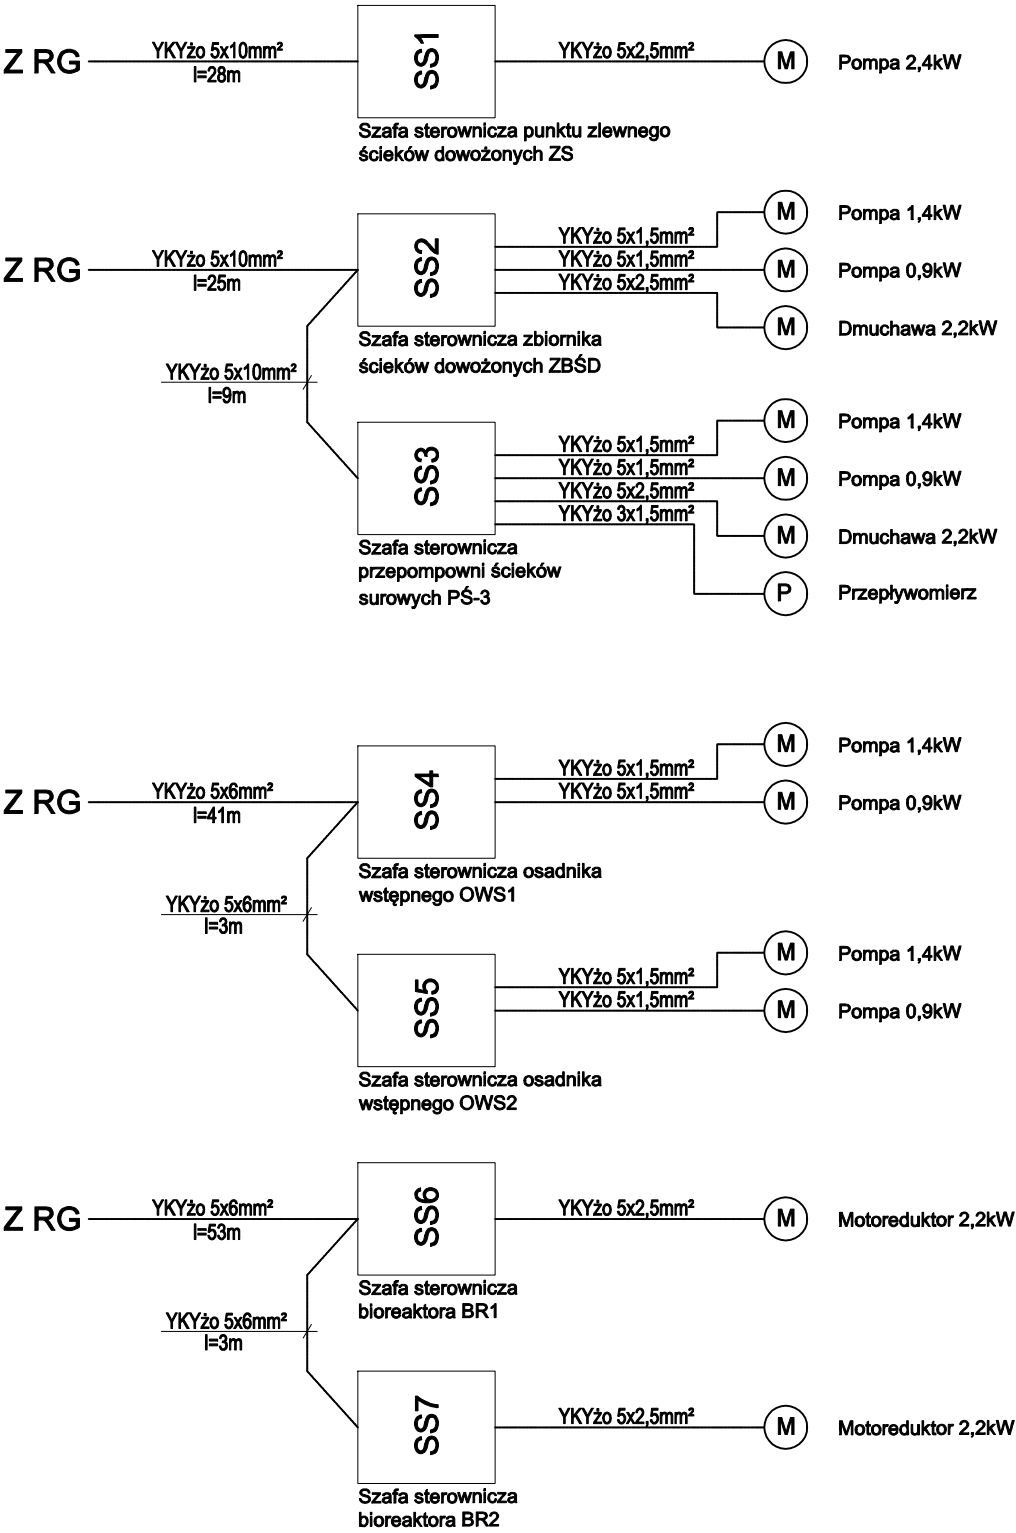 Z RG
YKYżo 5x10mm²
l=28m
SS1
YKYżo 5x2,5mm²
M
Pompa 2,4kW
Szafa sterownicza punktu zlewnego
ścieków dowożonych ZS
Z RG
YKYżo 5x10mm²
l=25m
SS2
YKYżo 5x1,5mm²
YKYżo 5x1,5mm²
YKYżo 5x2,5mm²
M
Pompa 1,4kW
M
Pompa 0,9kW
M
Dmuchawa 2,2kW
Szafa sterownicza zbiornika
ścieków dowożonych ZBŚD
YKYżo 5x10mm²
l=9m
SS3
YKYżo 5x1,5mm²
YKYżo 5x1,5mm²
YKYżo 5x2,5mm²
YKYżo 3x1,5mm²
M
Pompa 1,4kW
M
Pompa 0,9kW
M
Dmuchawa 2,2kW
P
Przepływomierz
Szafa sterownicza
przepompowni ścieków
surowych PŚ-3
Z RG
YKYżo 5x6mm²
l=41m
SS4
YKYżo 5x1,5mm²
YKYżo 5x1,5mm²
M
Pompa 1,4kW
M
Pompa 0,9kW
Szafa sterownicza osadnika
wstępnego OWS1
YKYżo 5x6mm²
l=3m
SS5
YKYżo 5x1,5mm²
YKYżo 5x1,5mm²
M
Pompa 1,4kW
M
Pompa 0,9kW
Szafa sterownicza osadnika
wstępnego OWS2
Z RG
YKYżo 5x6mm²
l=53m
SS6
YKYżo 5x2,5mm²
M
Motoreduktor 2,2kW
Szafa sterownicza
bioreaktora BR1
YKYżo 5x6mm²
l=3m
SS7
YKYżo 5x2,5mm²
M
Motoreduktor 2,2kW
Szafa sterownicza
bioreaktora BR2